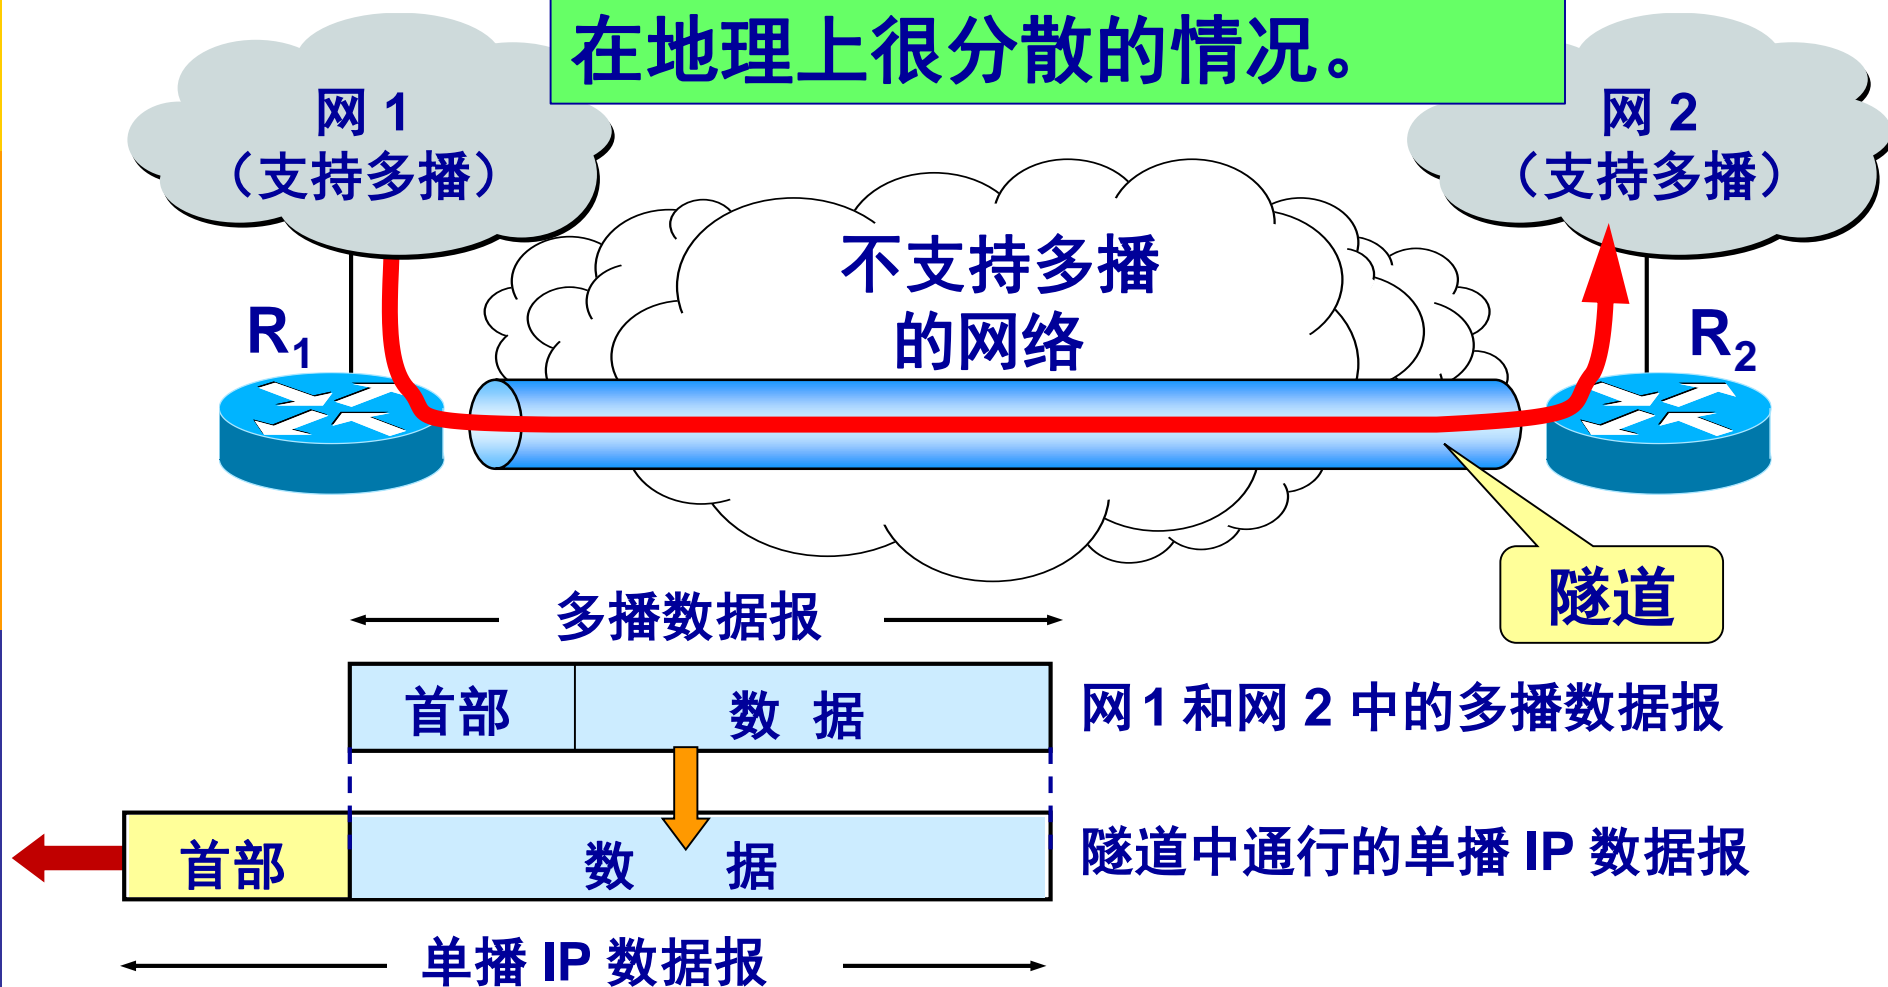 在地理上很分散的情况。
网 1
（支持多播）
网 2
（支持多播）
不支持多播
的网络
R1
R2
隧道
多播数据报
首部 数 据
网 1 和网 2 中的多播数据报
首部 数 据
隧道中通行的单播 IP 数据报
单播 IP 数据报